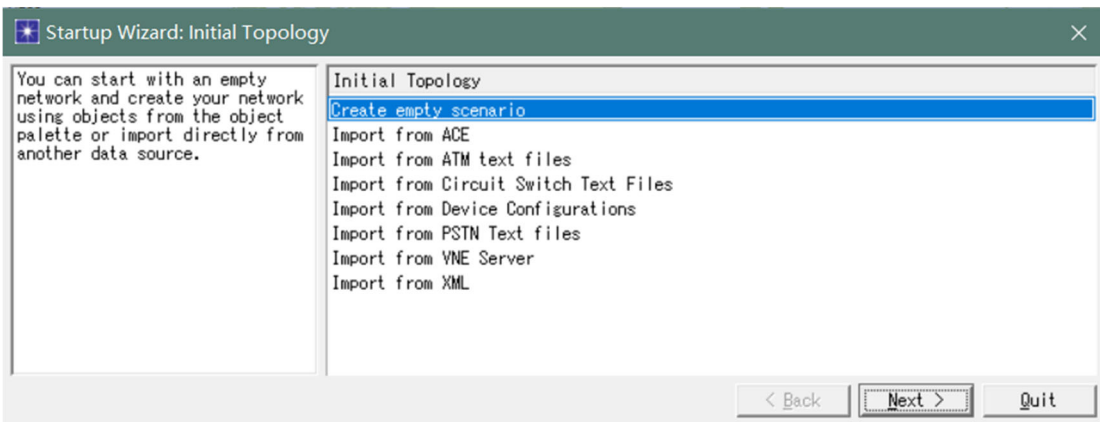 Startup Wizard: Initial Topology
You can start with an empty
network and create your network
using objects from the object
palette or import directly from
another data source.
Initial Topology
Create empty scenario
Import from ACE
Import from ATM text files
Import from Circuit Switch Text Files
Import from Device Configurations
Import from PSTN Text files
Import from VNE Server
Import from XML
< Back
Next >
Quit